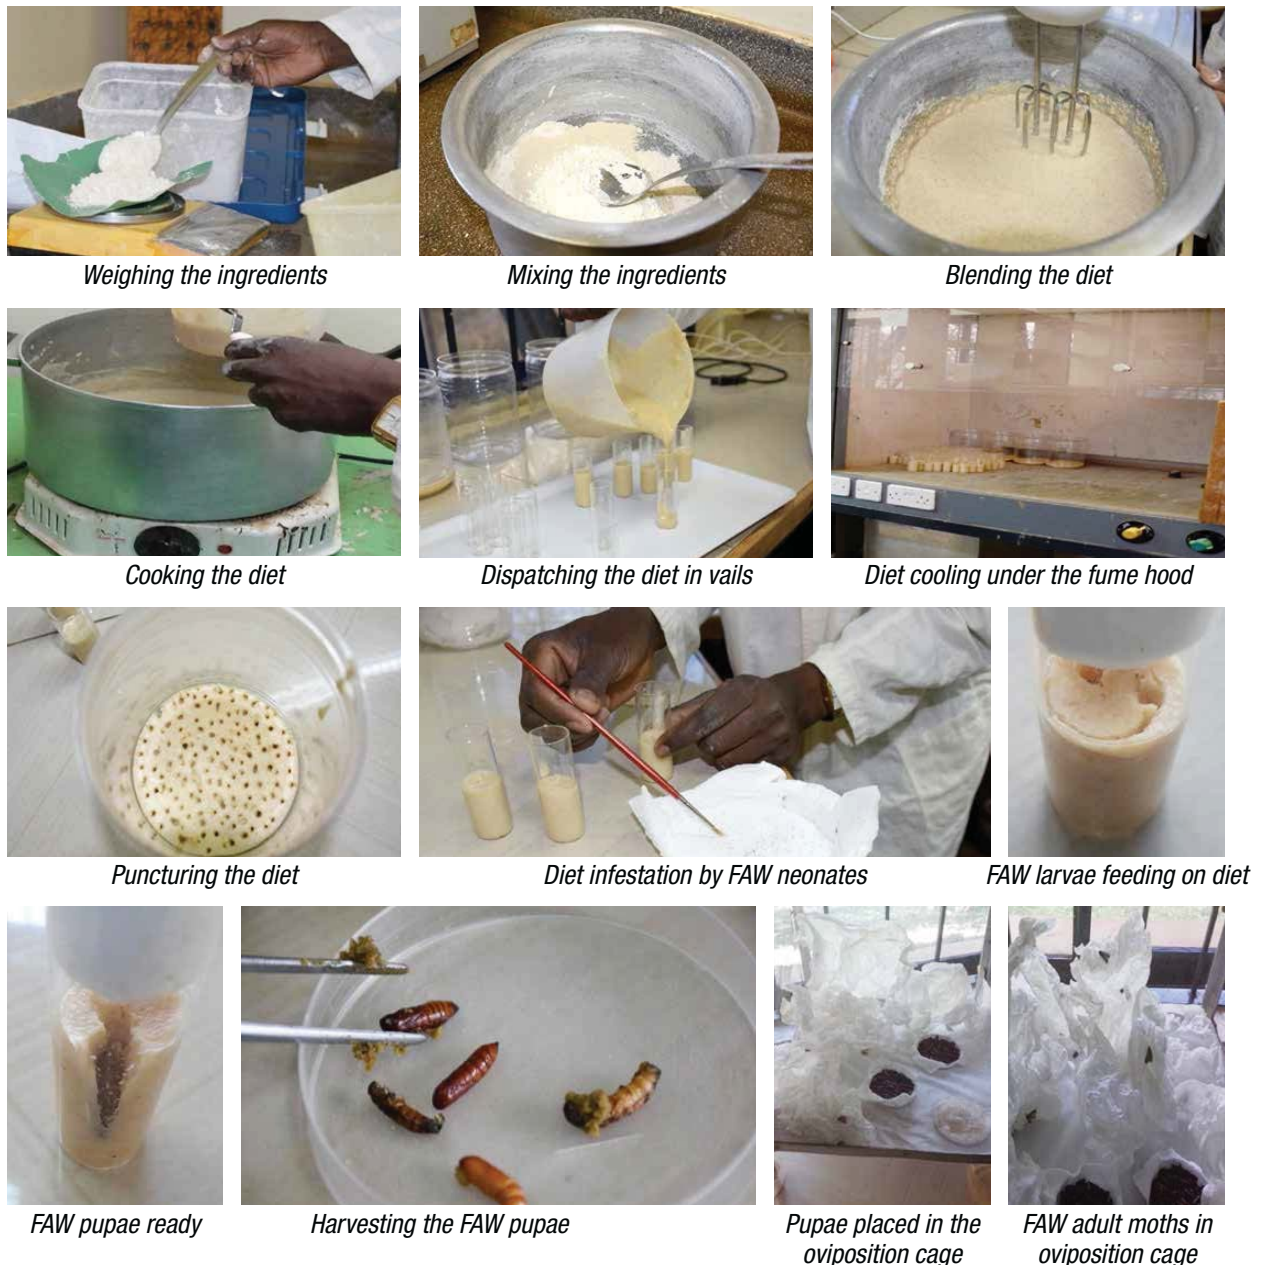 Weighing the ingredients
Mixing the ingredients
Blending the diet
Cooking the diet
Dispatching the diet in vails
Diet cooling under the fume hood
Puncturing the diet
Diet infestation by FAW neonates
FAW larvae feeding on diet
FAW pupae ready
Harvesting the FAW pupae
Pupae placed in the
oviposition cage
FAW adult moths in
oviposition cage